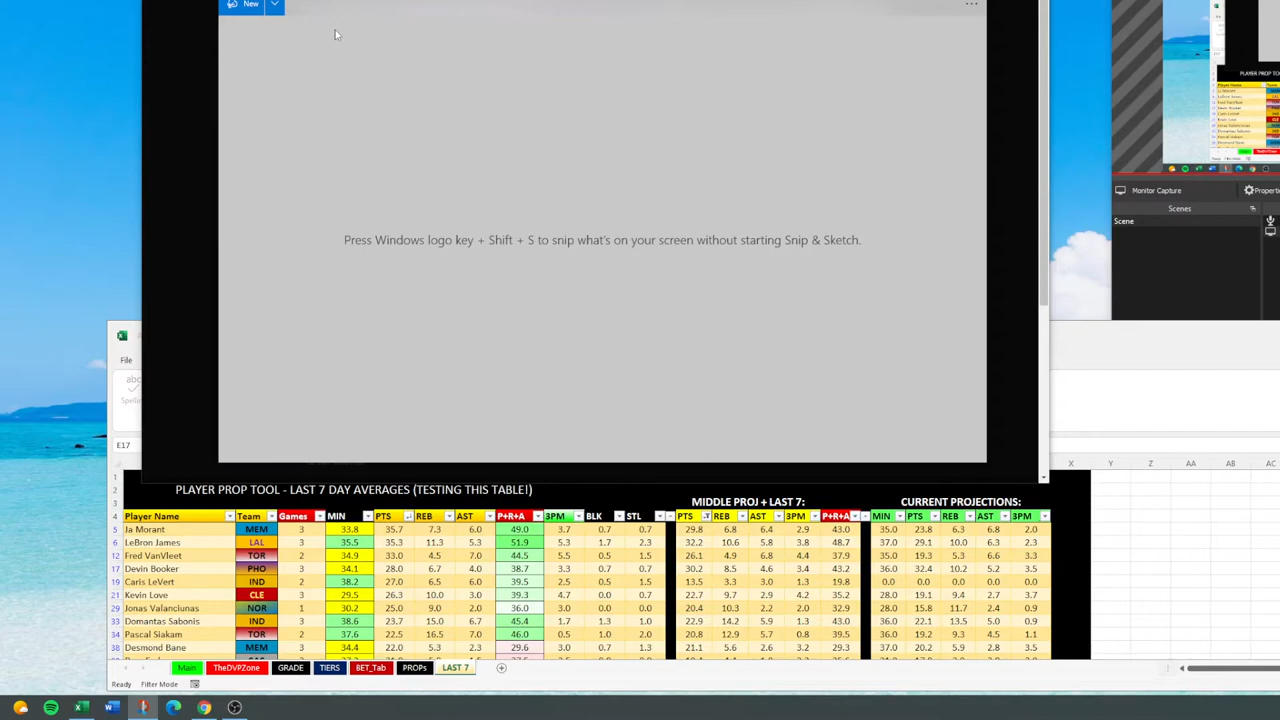 New
Press Windows logo key + Shift + S to snip what's on your screen without starting Snip & Sketch.
Monitor Capture
Scenes
Scene
File
E17
X Y Z AA AB AC
1
2 PLAYER PROP TOOL - LAST 7 DAY AVERAGES (TESTING THIS TABLE!)
3 MIDDLE PROJ + LAST 7: CURRENT PROJECTIONS:
4 Player Name Team Games MIN PTS REB AST P+R+A 3PM BLK STL PTS REB AST 3PM P+R+A MIN PTS REB AST 3PM
5 Ja Morant MEM 3 33.8 35.7 7.3 6.0 49.0 3.7 0.7 0.7 29.8 6.8 6.4 2.9 43.0 35.0 23.8 6.3 6.8 2.0
6 LeBron James LAL 3 35.5 35.3 11.3 5.3 51.9 5.3 1.7 2.3 32.2 10.6 3.8 48.7 37.0 29.1 10.0 6.3 2.3
12 Fred VanVleet TOR 2 34.9 33.0 4.5 7.0 44.5 5.5 0.5 1.5 26.1 4.9 6.8 4.4 37.9 35.0 19.3 5.3 6.6 3.3
17 Devin Booker PHO 3 34.1 28.0 6.7 4.0 38.7 3.3 0.7 0.7 30.2 8.5 4.6 3.4 43.2 36.0 32.4 10.2 5.2 3.5
19 Caris LeVert IND 2 38.2 27.0 6.5 6.0 39.5 2.5 0.5 1.5 13.5 3.3 3.0 1.3 19.8 0.0 0.0 0.0 0.0 0.0
21 Kevin Love CLE 3 29.5 26.3 10.0 3.0 39.3 4.7 0.0 0.0 22.7 9.7 2.9 4.2 35.2 28.0 19.1 9.4 2.7 3.7
29 Jonas Valanciunas NOR 1 30.2 25.0 9.0 2.0 36.0 3.0 0.0 0.0 20.4 10.3 2.2 2.0 32.9 28.0 15.8 11.7 2.4 0.9
33 Domantas Sabonis IND 3 38.6 23.7 15.0 5.0 45.4 1.7 1.3 1.0 22.9 14.2 1.3 43.0 36.0 22.1 13.5 5.0 0.9
34 Pascal Siakam TOR 2 37.6 22.5 16.5 7.0 46.0 0.5 1.0 2.0 20.8 12.9 5.7 0.8 39.5 36.0 19.2 9.3 4.5 1.1
Desmond Bane MEM 3 34.4 29.6 21.1 5.6 2.6 29.3 37.0 20.2 5.9 2.8 3.5
Main TheDVPZone GRADE TIERS BET_Tab PROPs LAST 7
Ready Filter Mode